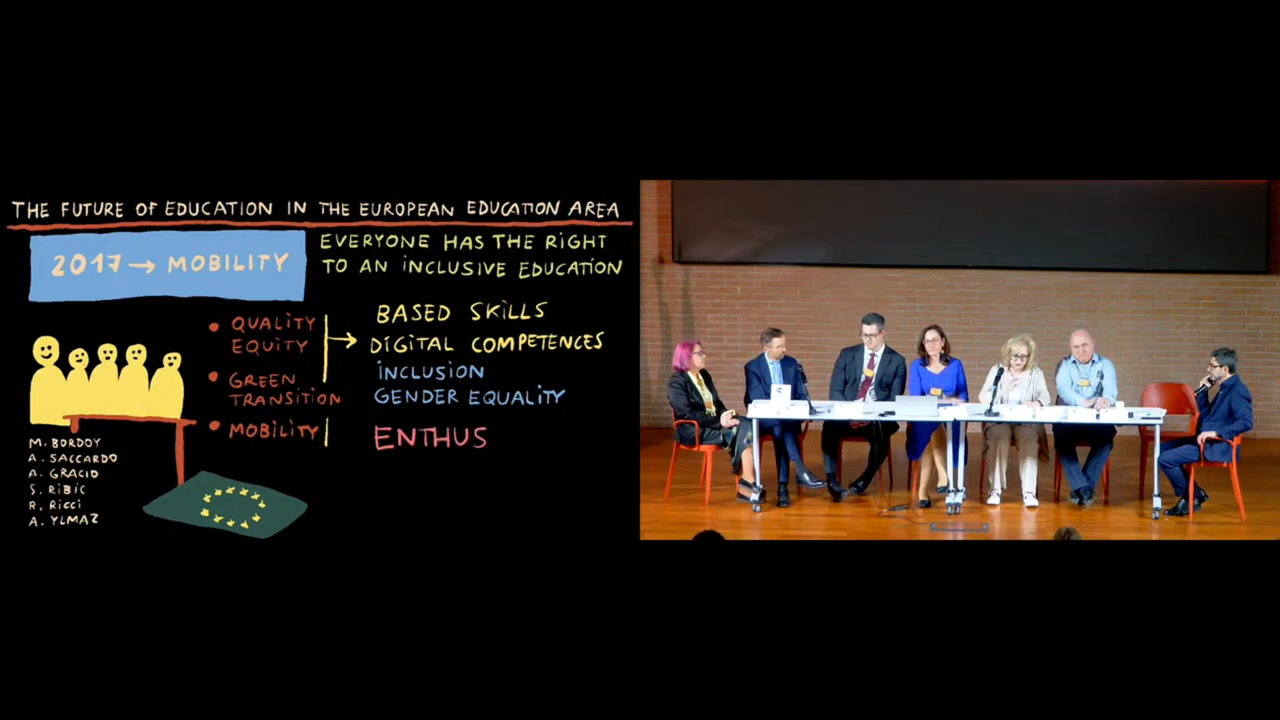 THE FUTURE OF EDUCATION IN THE EUROPEAN EDUCATION AREA
2017 → MOBILITY
EVERYONE HAS THE RIGHT
TO AN INCLUSIVE EDUCATION
• QUALITY
EQUITY
• GREEN
TRANSITION
• MOBILITY
BASED SKILLS
DIGITAL COMPETENCES
INCLUSION
GENDER EQUALITY
ENTHUS
M. BORDOY
A. SACCARDO
A. GRACIO
S. RIBIC
R. RICCI
A. YLMAZ